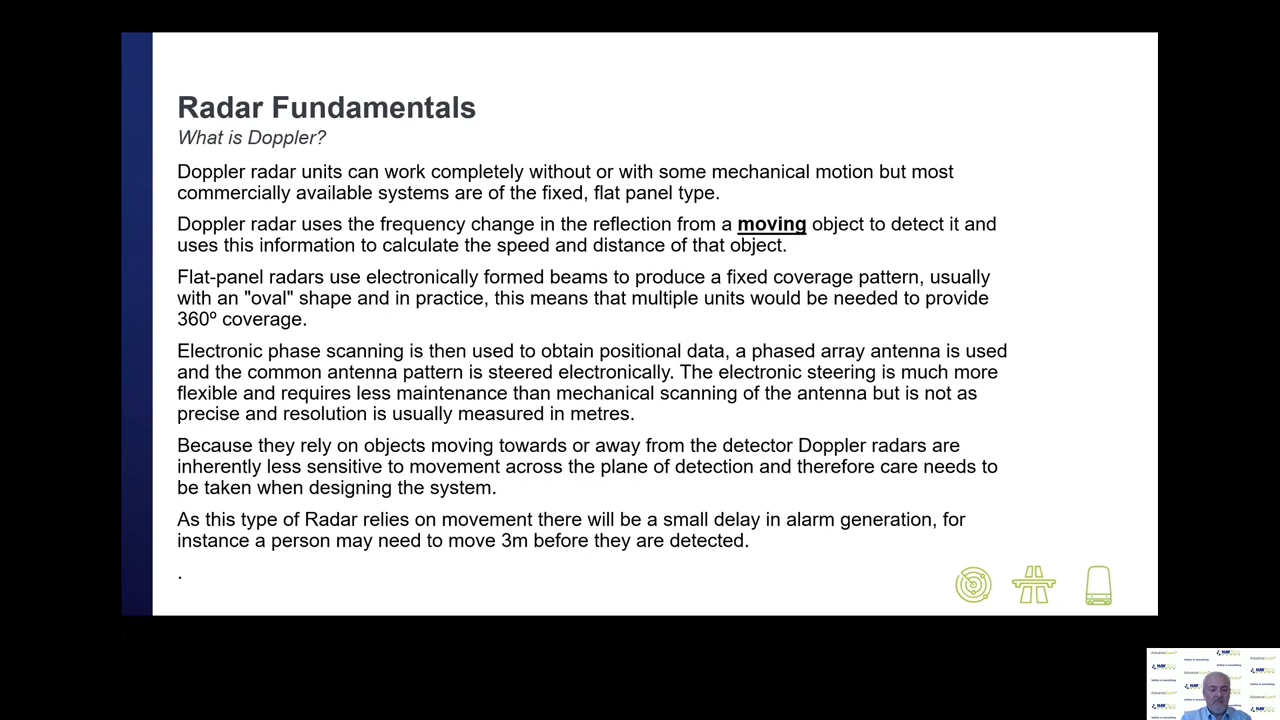 Radar Fundamentals
What is Doppler?
Doppler radar units can work completely without or with some mechanical motion but most
commercially available systems are of the fixed, flat panel type.
Doppler radar uses the frequency change in the reflection from a moving object to detect it and
uses this information to calculate the speed and distance of that object.
Flat-panel radars use electronically formed beams to produce a fixed coverage pattern, usually
with an "oval" shape and in practice, this means that multiple units would be needed to provide
360º coverage.
Electronic phase scanning is then used to obtain positional data, a phased array antenna is used
and the common antenna pattern is steered electronically. The electronic steering is much more
flexible and requires less maintenance than mechanical scanning of the antenna but is not as
precise and resolution is usually measured in metres.
Because they rely on objects moving towards or away from the detector Doppler radars are
inherently less sensitive to movement across the plane of detection and therefore care needs to
be taken when designing the system.
As this type of Radar relies on movement there will be a small delay in alarm generation, for
instance a person may need to move 3m before they are detected.
.